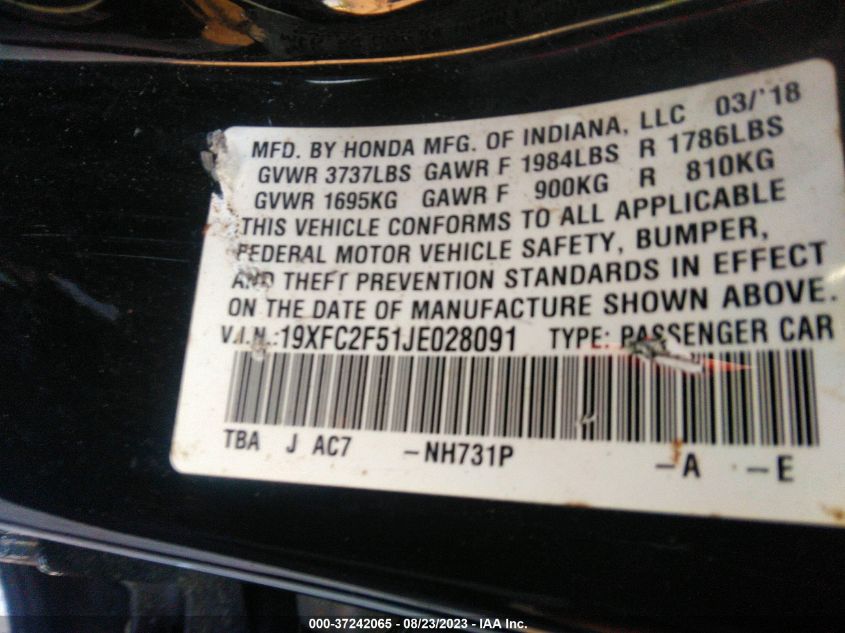 MFD. BY HONDA MFG. OF INDIANA, LLC 03/'18
GVWR 3737LBS GAWR F 1984LBS R 1786LBS
GVWR 1695KG GAWR F 900KG R 810KG
THIS VEHICLE CONFORMS TO ALL APPLICABLE
FEDERAL MOTOR VEHICLE SAFETY, BUMPER,
AND THEFT PREVENTION STANDARDS IN EFFECT
ON THE DATE OF MANUFACTURE SHOWN ABOVE.
V.I.N.:19XFC2F51JE028091 TYPE: PASSENGER CAR
TBA J AC7 -NH731P -A -E
000-37242065 - 08/23/2023 - IAA Inc.